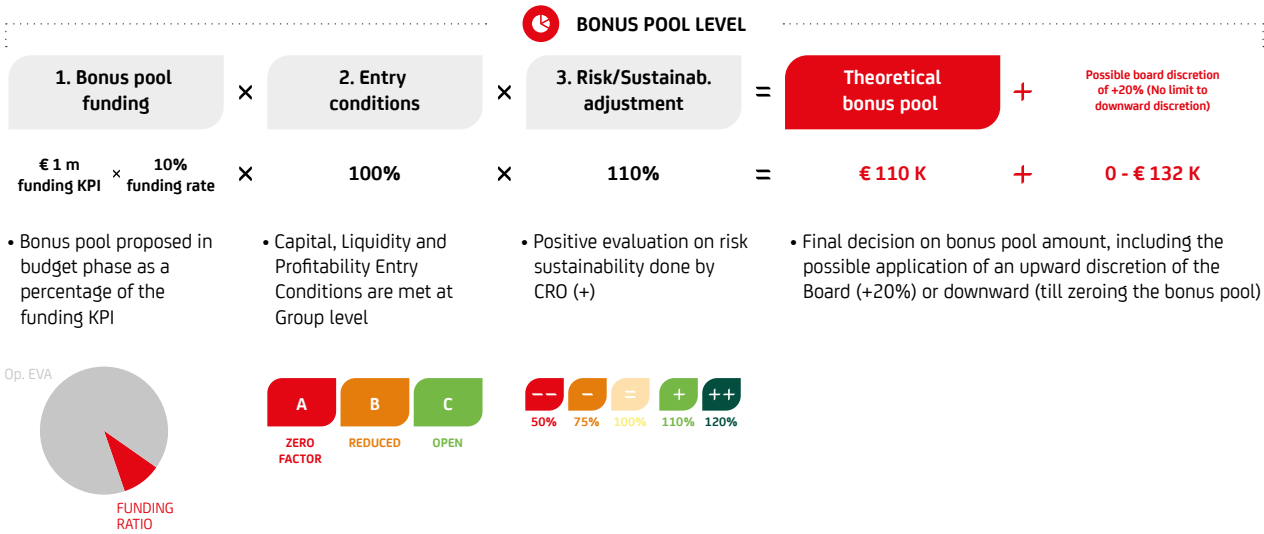 BONUS POOL LEVEL
1. Bonus pool
funding
×
2. Entry
conditions
×
3. Risk/Sustainab.
adjustment
=
Theoretical
bonus pool
+
Possible board discretion
of +20% (No limit to
downward discretion)
€ 1 m
funding KPI
×
10%
funding rate
×
100%
×
110%
=
€ 110 K
+
0 - € 132 K
• Bonus pool proposed in
budget phase as a
percentage of the
funding KPI
• Capital, Liquidity and
Profitability Entry
Conditions are met at
Group level
• Positive evaluation on risk
sustainability done by
CRO (+)
• Final decision on bonus pool amount, including the
possible application of an upward discretion of the
Board (+20%) or downward (till zeroing the bonus pool)
Op. EVA
FUNDING
RATIO
A
B
C
ZERO
FACTOR
REDUCED
OPEN
-- - = + ++
50% 75% 100% 110% 120%